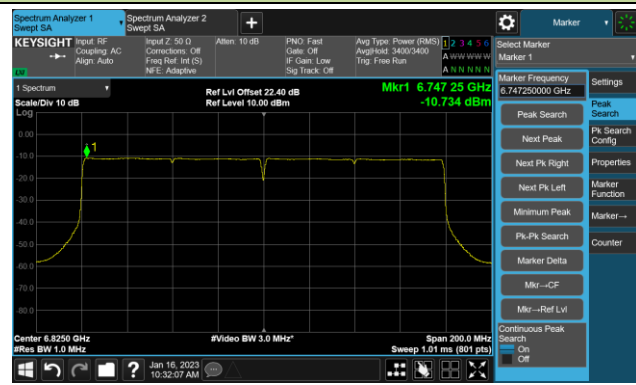 Spectrum Analyzer 1
Swept SA
Spectrum Analyzer 2
Swept SA
+
Marker
KEYSIGHT
Input: RF
Coupling: AC
Align: Auto
Input Z: 50 Ω
Corrections: Off
Freq Ref: Int (S)
NFE: Adaptive
Atten: 10 dB
PNO: Fast
Gate: Off
IF Gain: Low
Sig Track: Off
Avg Type: Power (RMS)
Avg|Hold: 3400/3400
Trig: Free Run
1 2 3 4 5 6
A W W W W W
A N N N N N
Select Marker
Marker 1
1 Spectrum
Scale/Div 10 dB
Log
Ref Lvl Offset 22.40 dB
Ref Level 10.00 dBm
Mkr1 6.747 25 GHz
-10.734 dBm
Marker Frequency
6.747250000 GHz
Settings
Peak Search
Peak
Search
Next Peak
Pk Search
Config
Next Pk Right
Properties
Next Pk Left
Marker
Function
Minimum Peak
Marker→
Pk-Pk Search
Counter
Marker Delta
Mkr→CF
Mkr→Ref Lvl
Continuous Peak
Search
On
Off
1
0.00
-10.0
-20.0
-30.0
-40.0
-50.0
-60.0
-70.0
-80.0
Center 6.8250 GHz
#Res BW 1.0 MHz
#Video BW 3.0 MHz*
Span 200.0 MHz
Sweep 1.01 ms (801 pts)
?
Jan 16, 2023
10:32:07 AM